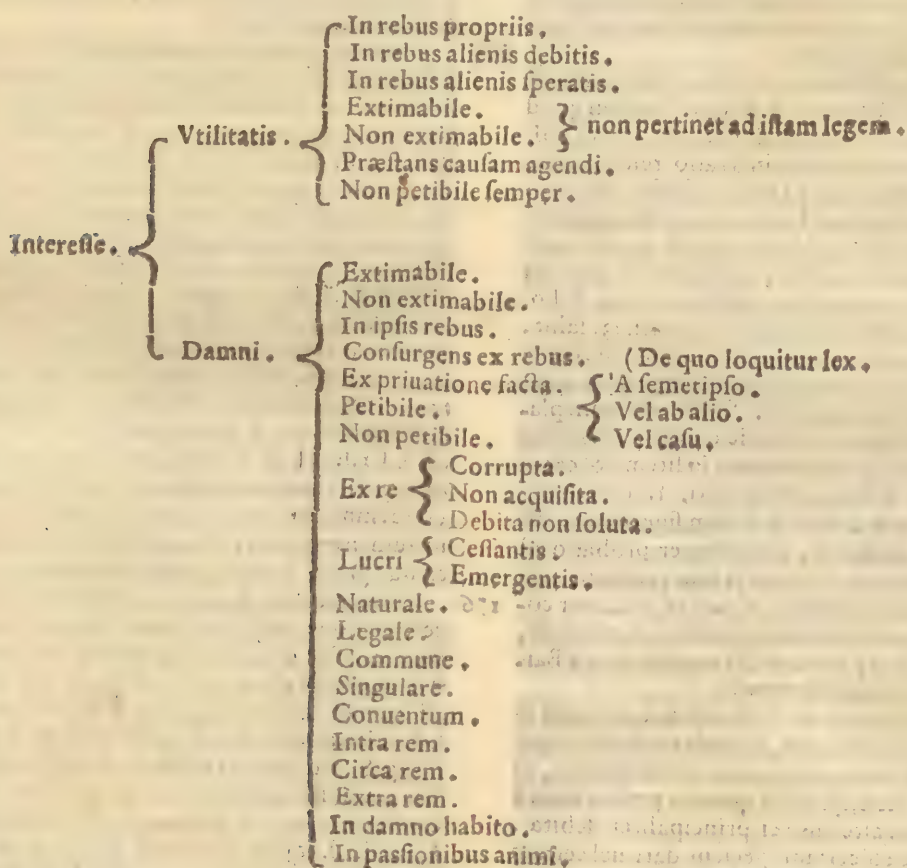 In rebus propriis.
In rebus alienis debitis.
In rebus alienis ſperatis.
Extimabile.
Non extimabile. non pertinet ad iſtam legem.
Vtilitatis.
Præſtans cauſam agendi.
Non petibile ſemper.
Intereſſe.
Extimabile.
Non extimabile.
In ipſis rebus.
Damni.
Conſurgens ex rebus. (De quo loquitur lex.
Ex priuatione facta. A ſemetipſo.
Petibile. Vel ab alio.
Non petibile. Vel caſu.
Corrupta.
Ex re Non acquiſita.
Debita non ſoluta.
Lucri Ceſſantis.
Emergentis.
Naturale.
Legale
Commune.
Singulare.
Conuentum.
Intra rem.
Circa rem.
Extra rem.
In damno habito.
In paſſionibus animi.